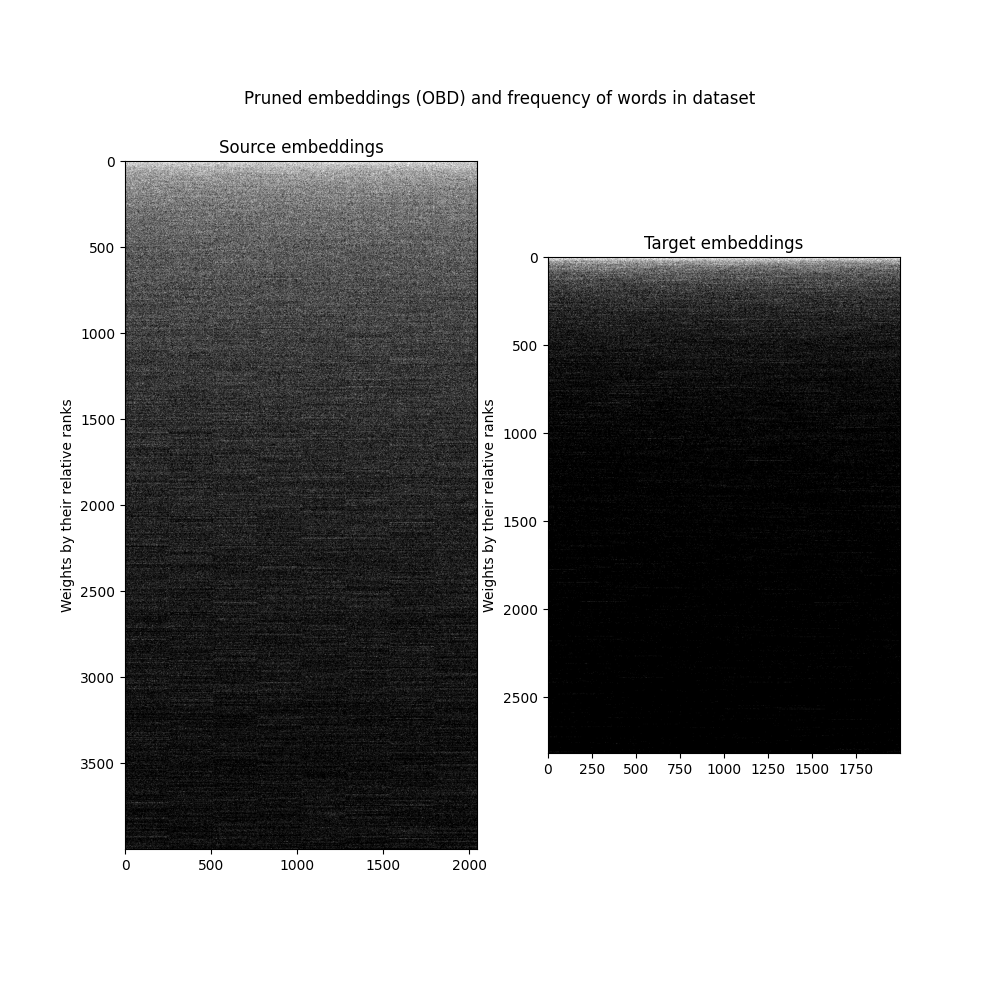 Pruned embeddings (OBD) and frequency of words in dataset
Source embeddings
Weights by their relative ranks
0
500
1000
1500
2000
2500
3000
3500
0 500 1000 1500 2000
Target embeddings
Weights by their relative ranks
0
500
1000
1500
2000
2500
0 250 500 750 1000 1250 1500 1750